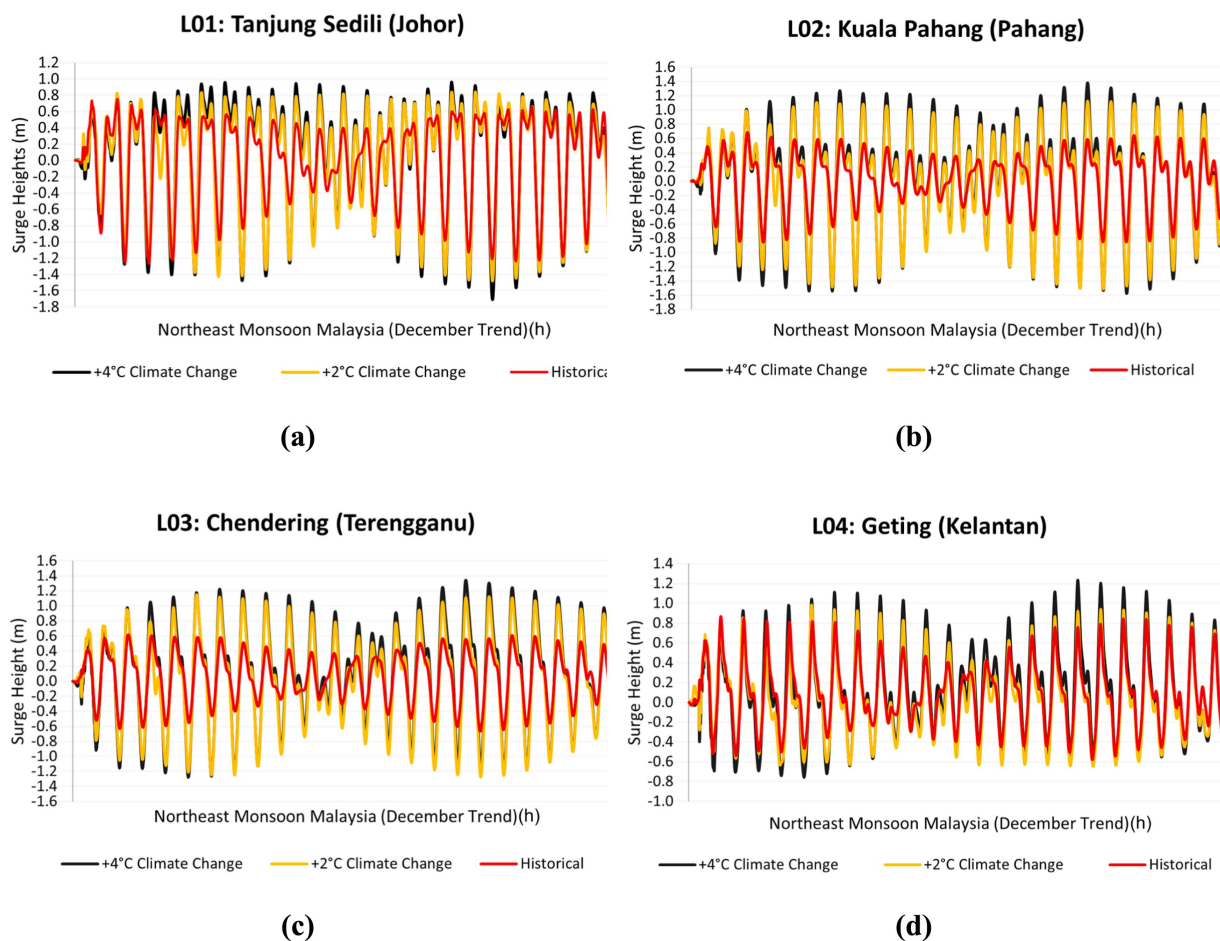 (a)
L01: Tanjung Sedili (Johor)
1.2
1.0
0.8
0.6
0.4
0.2
0.0
-0.2
-0.4
-0.6
-0.8
-1.0
-1.2
-1.4
-1.6
-1.8
Surge Heights (m)
Northeast Monsoon Malaysia (December Trend)(h)
+4°C Climate Change
+2°C Climate Change
Historical
(a)
(b)
L02: Kuala Pahang (Pahang)
1.6
1.4
1.2
1.0
0.8
0.6
0.4
0.2
0.0
-0.2
-0.4
-0.6
-0.8
-1.0
-1.2
-1.4
-1.6
-1.8
Surge Height (m)
Northeast Monsoon Malaysia (December Trend)(h)
+4°C Climate Change
+2°C Climate Change
Historical
(b)
L03: Chendering (Terengganu)
1.6
1.4
1.2
1.0
0.8
0.6
0.4
0.2
0.0
-0.2
-0.4
-0.6
-0.8
-1.0
-1.2
-1.4
-1.6
Surge Height (m)
Northeast Monsoon Malaysia (December Trend)(h)
+4°C Climate Change
+2°C Climate Change
Historical
(c)
L04: Geting (Kelantan)
1.4
1.2
1.0
0.8
0.6
0.4
0.2
0.0
-0.2
-0.4
-0.6
-0.8
-1.0
Surge Height (m)
Northeast Monsoon Malaysia (December Trend)(h)
+4°C Climate Change
+2°C Climate Change
Historical
(d)